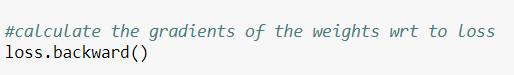 #calculate the gradients of the weights wrt to loss
loss.backward()